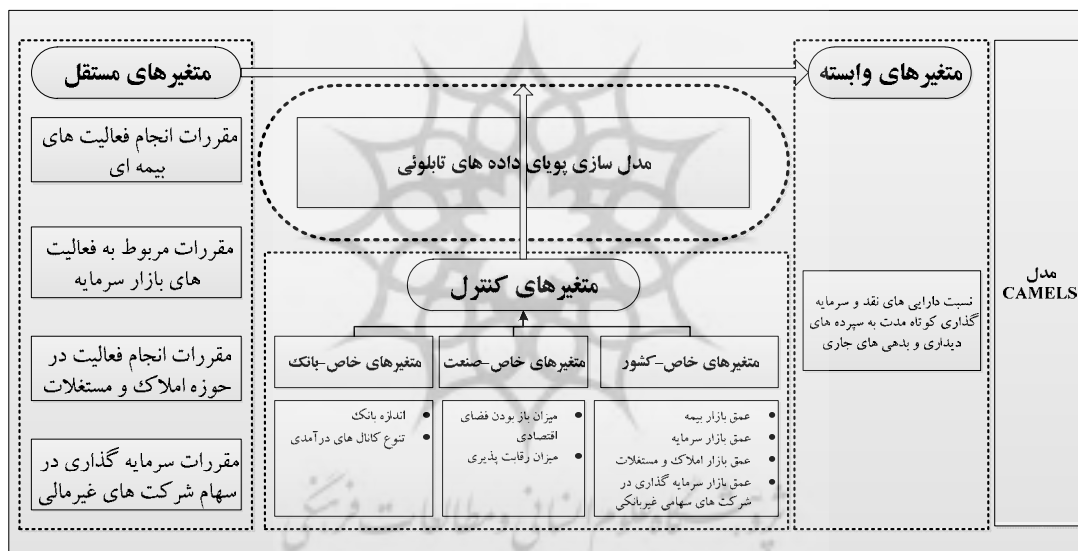 متغیرهای مستقل
مقررات انجام فعالیت های
بیمه ای
مقررات مربوط به فعالیت
های بازار سرمایه
مقررات انجام فعالیت در
حوزه املاک و مستغلات
مقررات سرمایه گذاری در
سهام شرکت های غیرمالی
مدل سازی پویای داده های تابلوئی
متغیرهای کنترل
متغیرهای خاص-بانک
اندازه بانک
تنوع کانال های درآمدی
متغیرهای خاص-صنعت
میزان باز بودن فضای
اقتصادی
میزان رقابت پذیری
متغیرهای خاص-کشور
عمق بازار بیمه
عمق بازار سرمایه
عمق بازار املاک و مستغلات
عمق بازار سرمایه گذاری در
شرکت های سهامی غیربانکی
متغیرهای وابسته
نسبت دارایی های نقد و سرمایه
گذاری کوتاه مدت به سپرده های
دیداری و بدهی های جاری
مدل
CAMELS
پژوهشگاه علوم انسانی و مطالعات فرهنگی